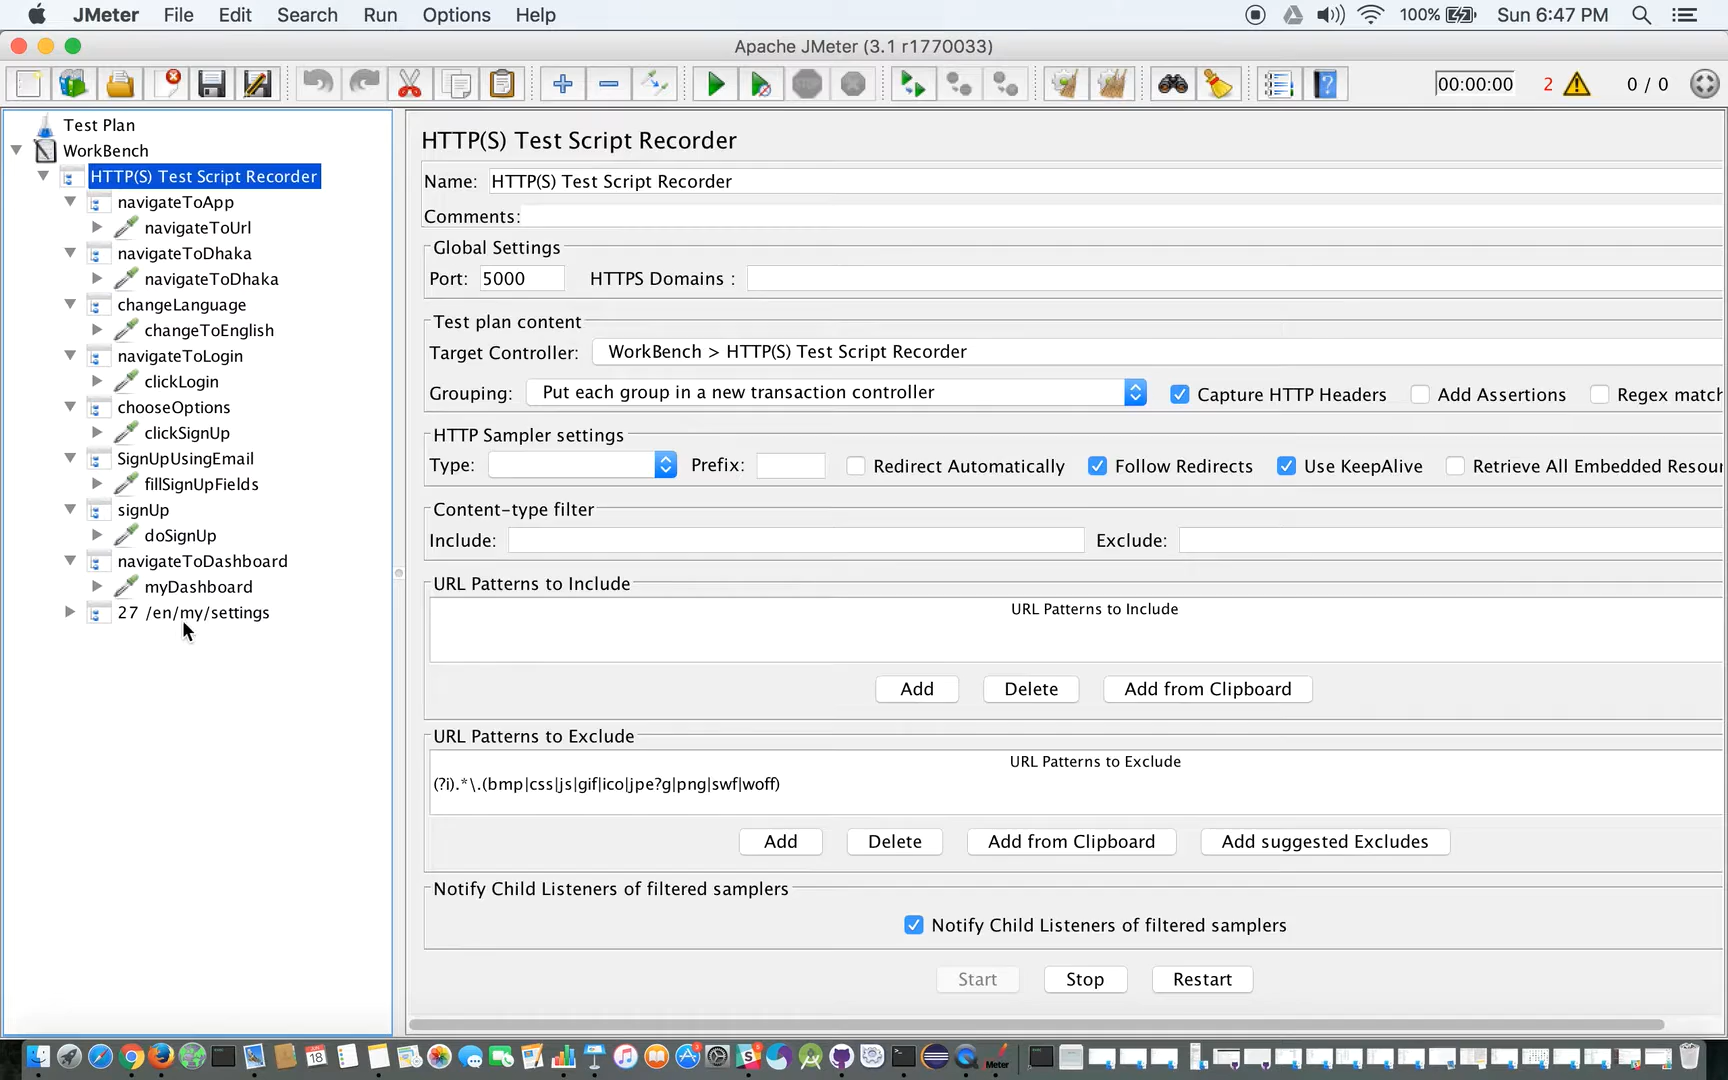 JMeter File Edit Search Run Options Help 100% Sun 6:47 PM
Apache JMeter (3.1 r1770033)
00:00:00 2 0 / 0
Test Plan
WorkBench
HTTP(S) Test Script Recorder
navigateToApp
navigateToUrl
navigateToDhaka
navigateToDhaka
changeLanguage
changeToEnglish
navigateToLogin
clickLogin
chooseOptions
clickSignUp
SignUpUsingEmail
fillSignUpFields
signUp
doSignUp
navigateToDashboard
myDashboard
27 /en/my/settings
HTTP(S) Test Script Recorder
Name: HTTP(S) Test Script Recorder
Comments:
Global Settings
Port: 5000 HTTPS Domains :
Test plan content
Target Controller: WorkBench > HTTP(S) Test Script Recorder
Grouping: Put each group in a new transaction controller Capture HTTP Headers Add Assertions Regex match
HTTP Sampler settings
Type: Prefix: Redirect Automatically Follow Redirects Use KeepAlive Retrieve All Embedded Resour
Content-type filter
Include: Exclude:
URL Patterns to Include
URL Patterns to Include
Add Delete Add from Clipboard
URL Patterns to Exclude
URL Patterns to Exclude
(?i).*\.(bmp|css|js|gif|ico|jpe?g|png|swf|woff)
Add Delete Add from Clipboard Add suggested Excludes
Notify Child Listeners of filtered samplers
Notify Child Listeners of filtered samplers
Start Stop Restart
18